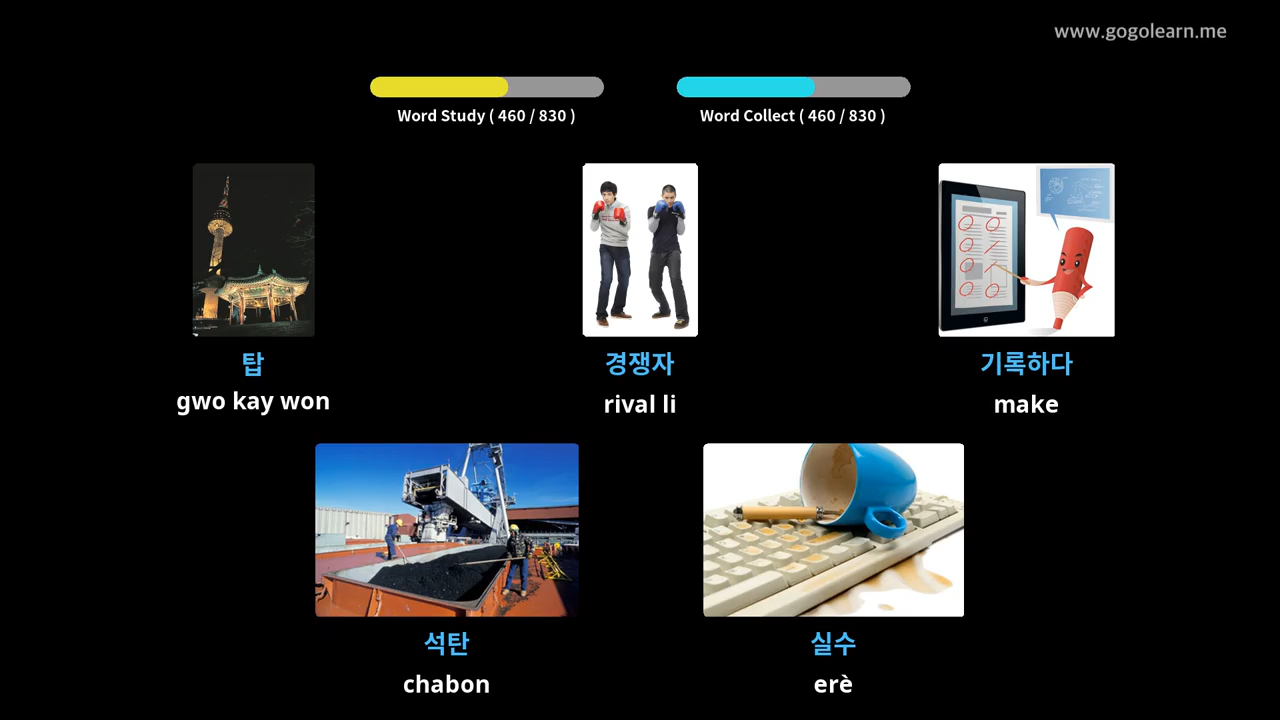 www.gogolearn.me
Word Study ( 460 / 830 )
Word Collect ( 460 / 830 )
탑
gwo kay won
경쟁자
rival li
기록하다
make
석탄
chabon
실수
erè